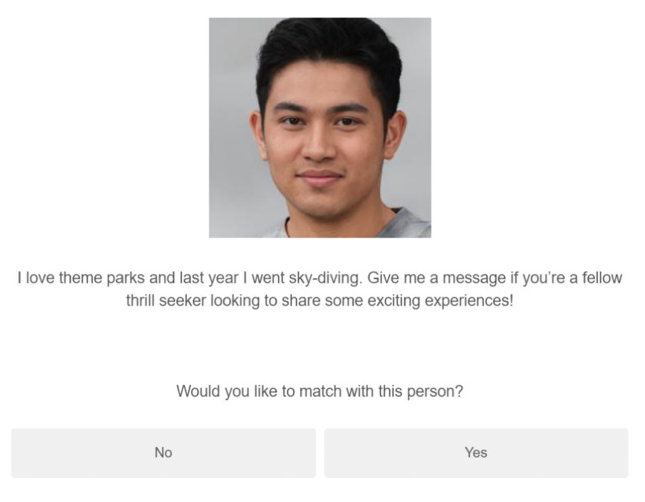 I love theme parks and last year I went sky-diving. Give me a message if you’re a fellow
thrill seeker looking to share some exciting experiences!
Would you like to match with this person?
No
Yes